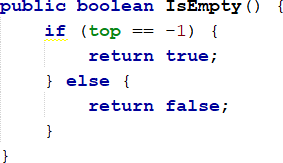 public boolean IsEmpty() {
    if (top == -1) {
        return true;
    } else {
        return false;
    }
}